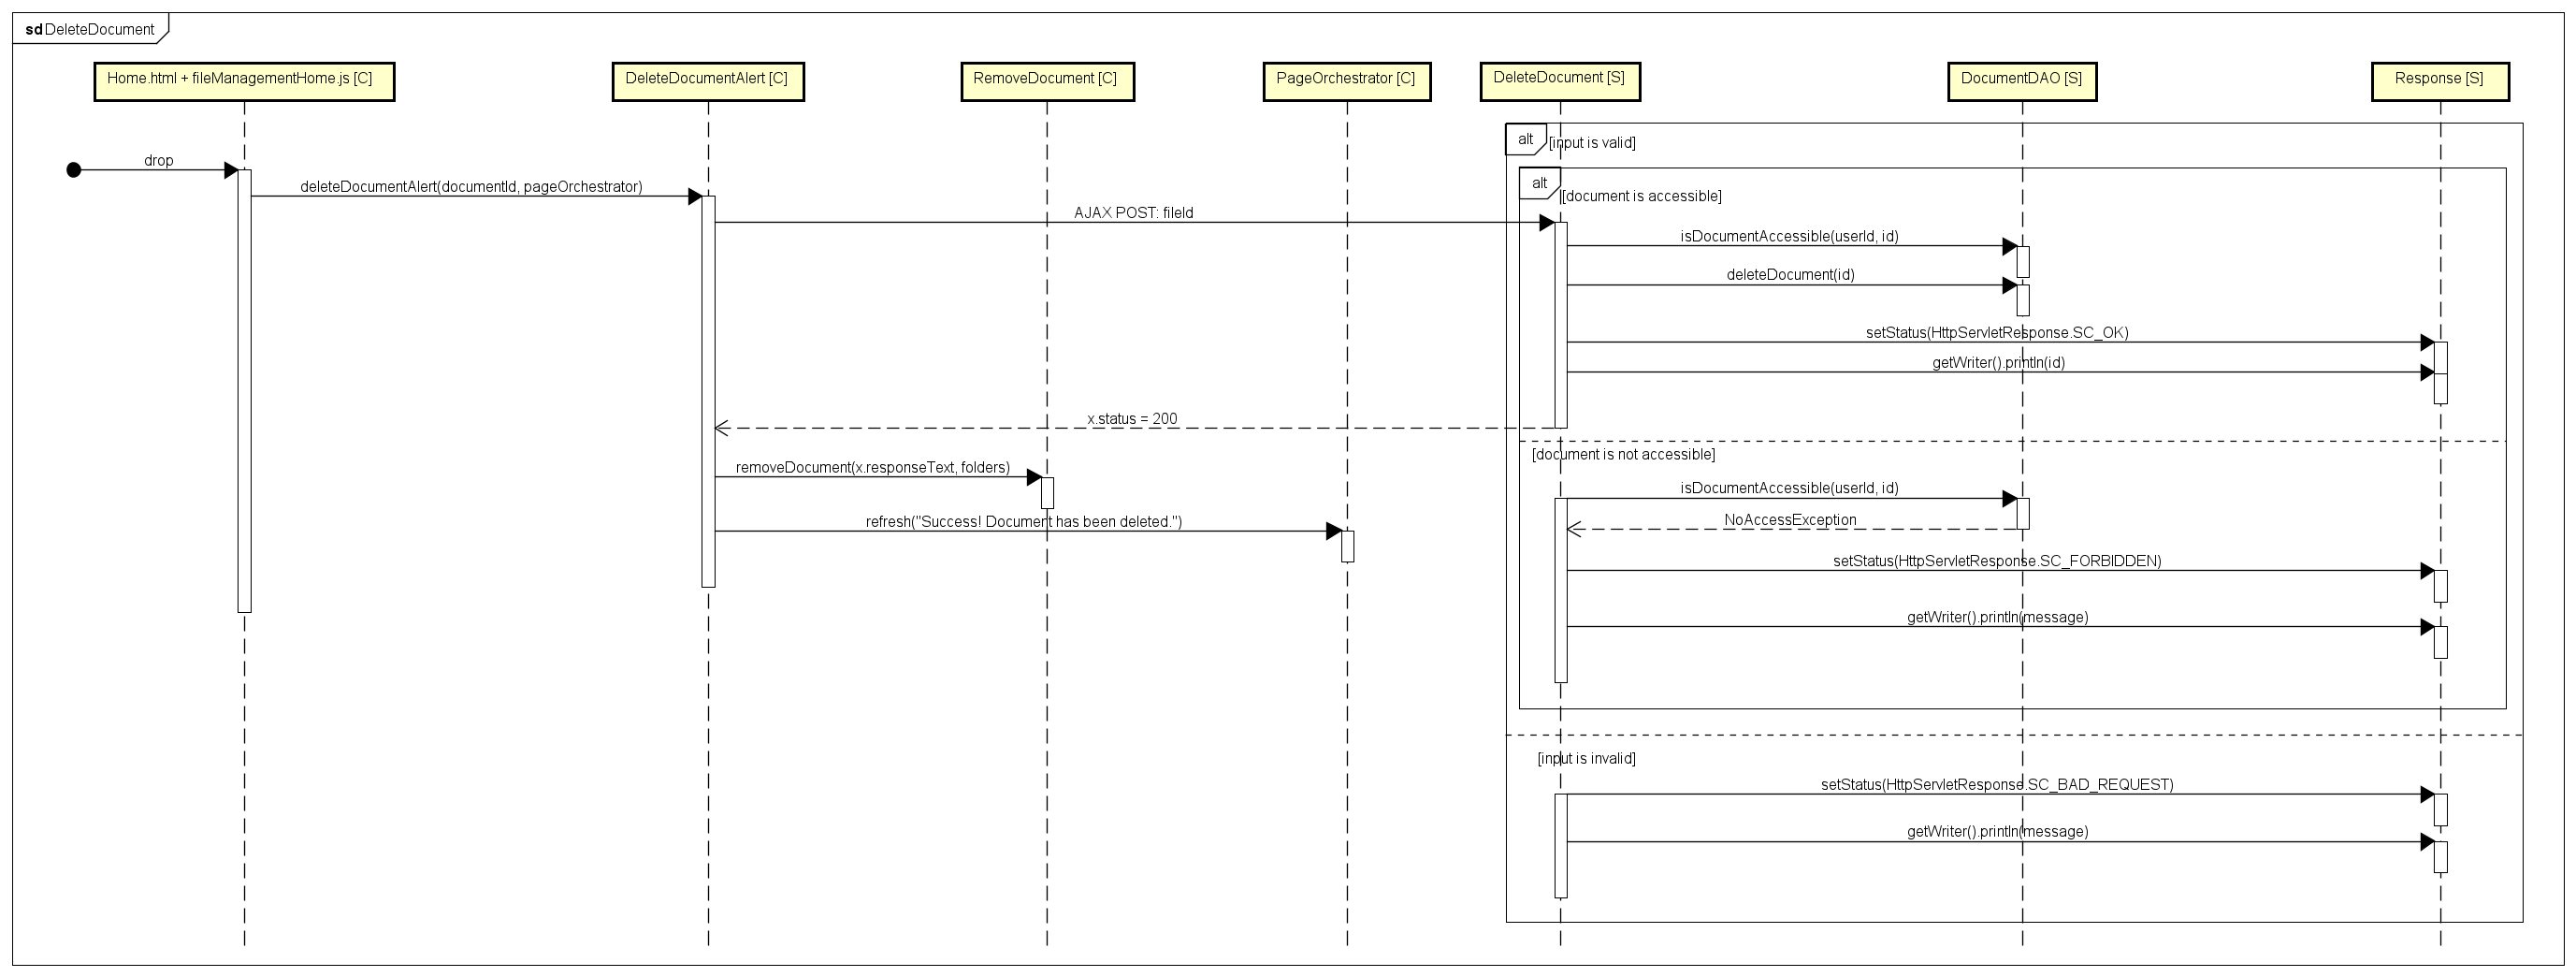 sd DeleteDocument
Home.html + fileManagementHome.js [C]
DeleteDocumentAlert [C]
RemoveDocument [C]
PageOrchestrator [C]
DeleteDocument [S]
DocumentDAO [S]
Response [S]
alt
[input is valid]
drop
alt
deleteDocumentAlert(documentId, pageOrchestrator)
[document is accessible]
AJAX POST: fileId
isDocumentAccessible(userId, id)
deleteDocument(id)
setStatus(HttpServletResponse.SC_OK)
getWriter().println(id)
x.status = 200
[document is not accessible]
removeDocument(x.responseText, folders)
isDocumentAccessible(userId, id)
refresh("Success! Document has been deleted.")
NoAccessException
setStatus(HttpServletResponse.SC_FORBIDDEN)
getWriter().println(message)
[input is invalid]
setStatus(HttpServletResponse.SC_BAD_REQUEST)
getWriter().println(message)